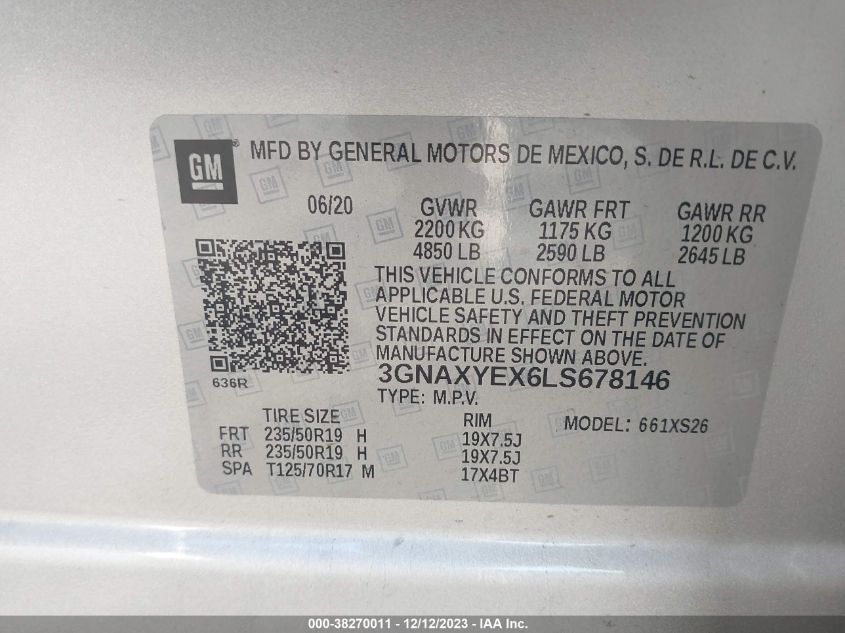 GM ® MFD BY GENERAL MOTORS DE MEXICO, S. DE R.L. DE C.V.
06/20 GVWR GAWR FRT GAWR RR
2200 KG 1175 KG 1200 KG
4850 LB 2590 LB 2645 LB
THIS VEHICLE CONFORMS TO ALL
APPLICABLE U.S. FEDERAL MOTOR
VEHICLE SAFETY AND THEFT PREVENTION
STANDARDS IN EFFECT ON THE DATE OF
MANUFACTURE SHOWN ABOVE.
636R 3GNAXYEX6LS678146
TYPE: M.P.V.
TIRE SIZE RIM MODEL: 661XS26
FRT 235/50R19 H 19X7.5J
RR 235/50R19 H 19X7.5J
SPA T125/70R17 M 17X4BT
000-38270011 - 12/12/2023 - IAAI.COM.